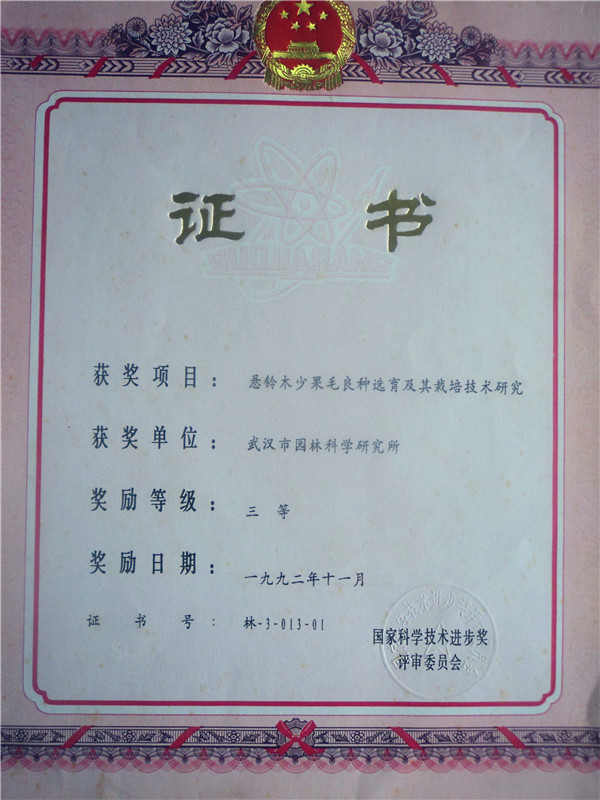 证 书
获奖项目： 悬铃木少果毛良种选育及其栽培技术研究
获奖单位： 武汉市园林科学研究所
奖励等级： 三 等
奖励日期： 一九九二年十一月
证 书 号： 林-3-013-01
国家科学技术进步奖
评审委员会